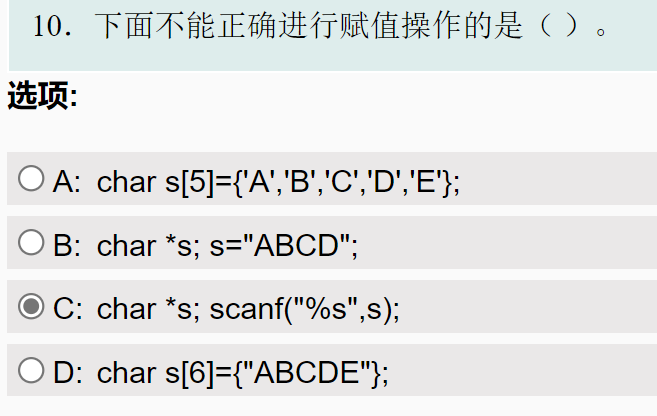 10．下面不能正确进行赋值操作的是（ ）。
选项:
A: char s[5]={'A','B','C','D','E'};
B: char *s; s="ABCD";
C: char *s; scanf("%s",s);
D: char s[6]={"ABCDE"};